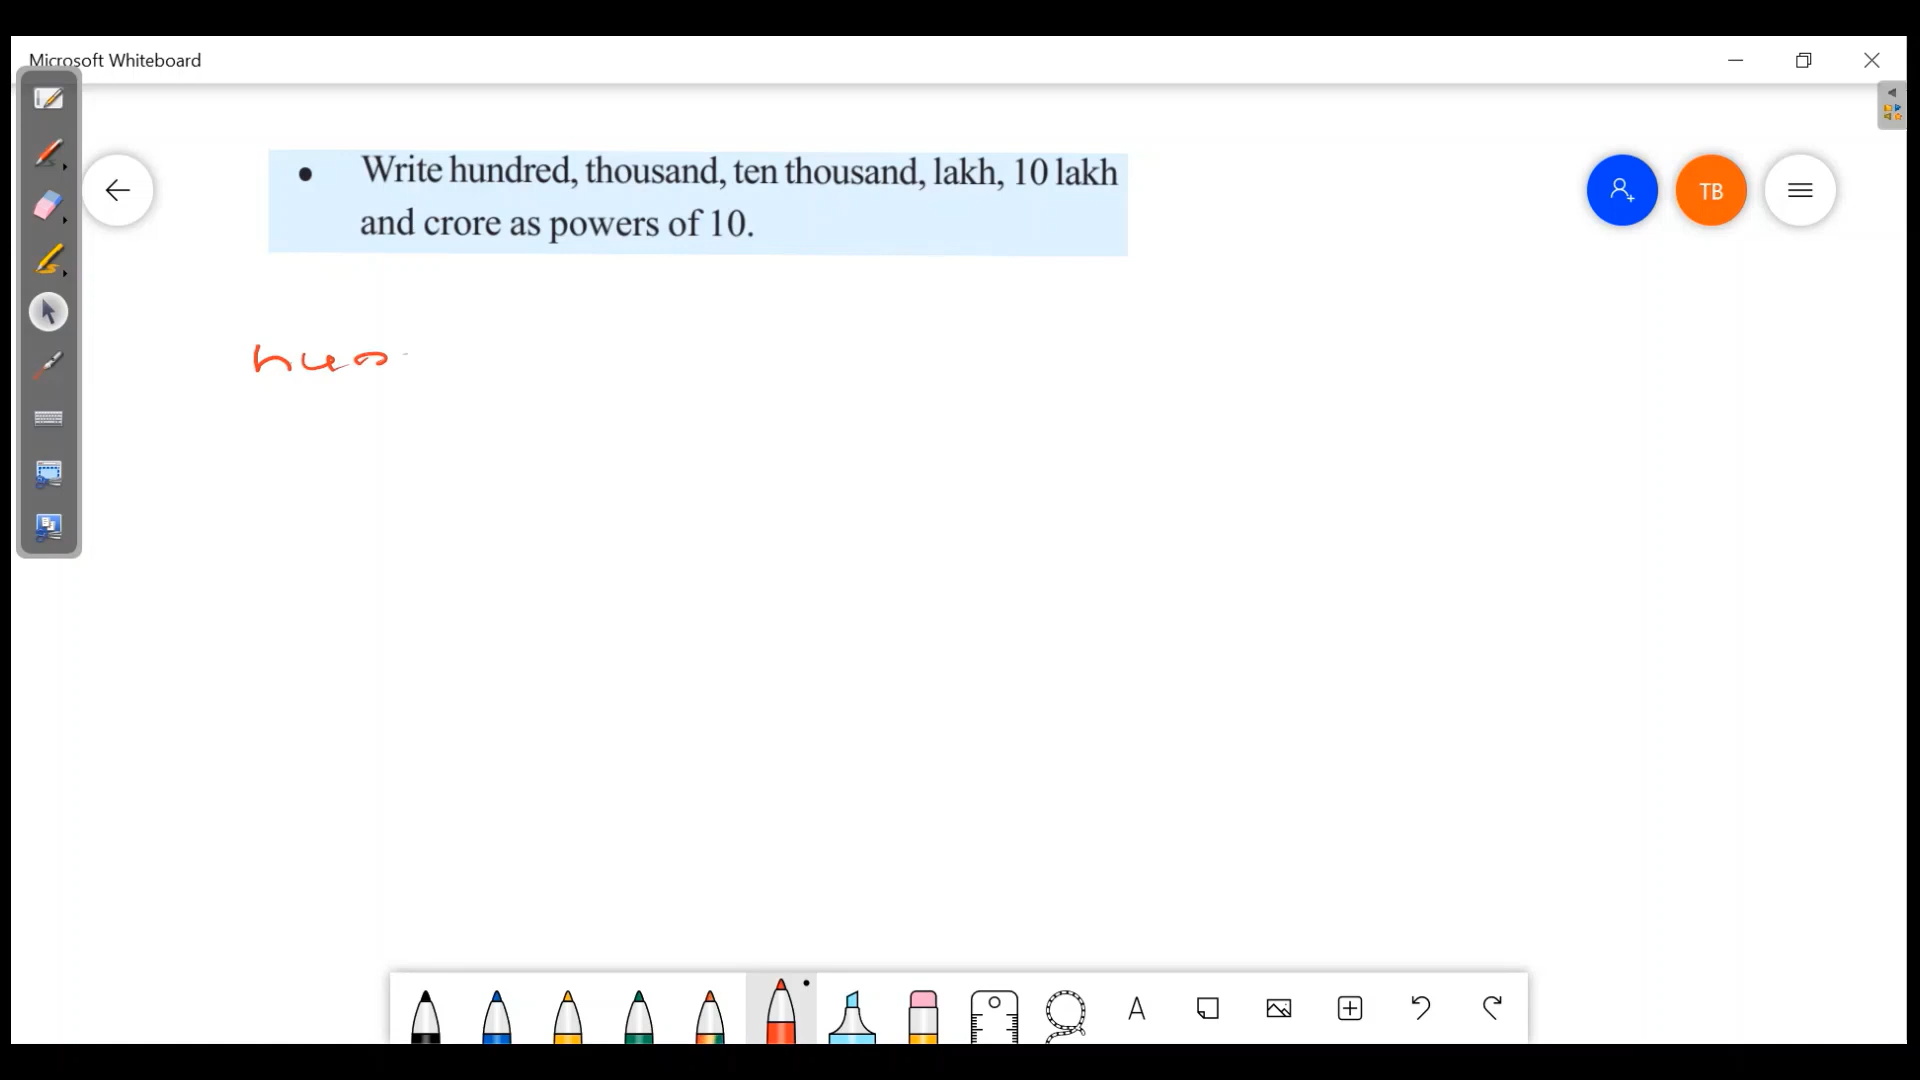 Microsoft Whiteboard
TB
• Write hundred, thousand, ten thousand, lakh, 10 lakh
and crore as powers of 10.
A